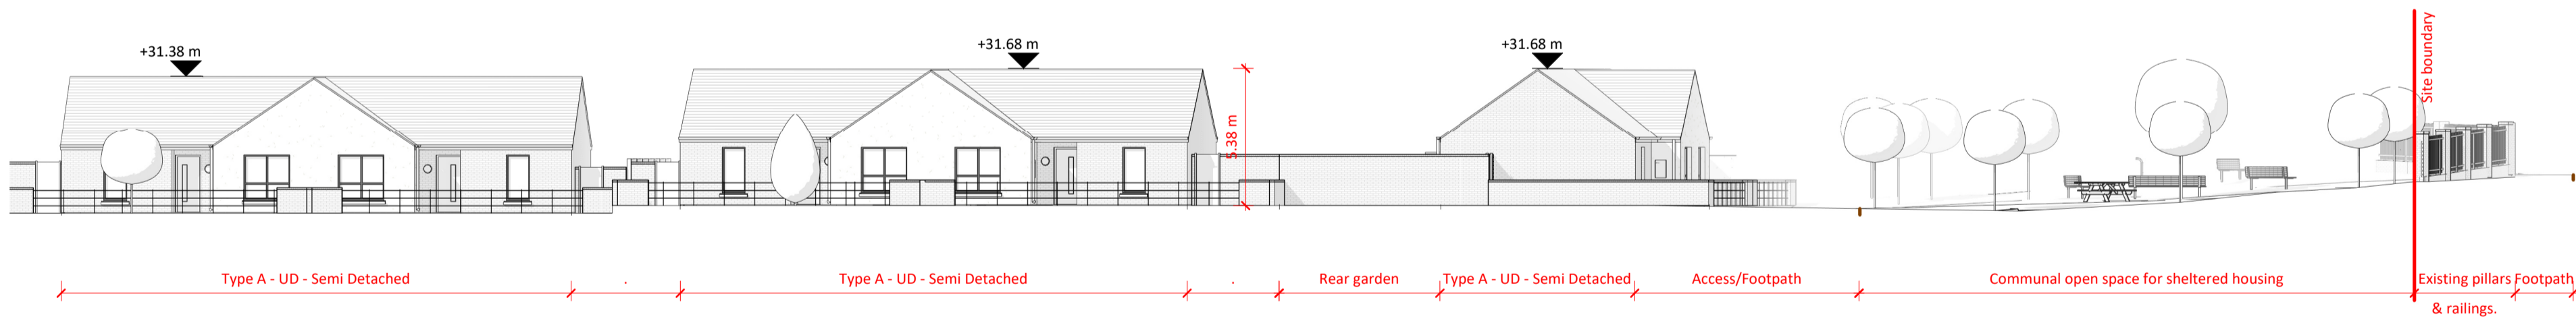 +31.38 m
+31.68 m
+31.68 m
Site boundary
5.38 m
Type A - UD - Semi Detached
.
Type A - UD - Semi Detached
.
Rear garden
Type A - UD - Semi Detached
Access/Footpath
Communal open space for sheltered housing
Existing pillars
& railings.
Footpath